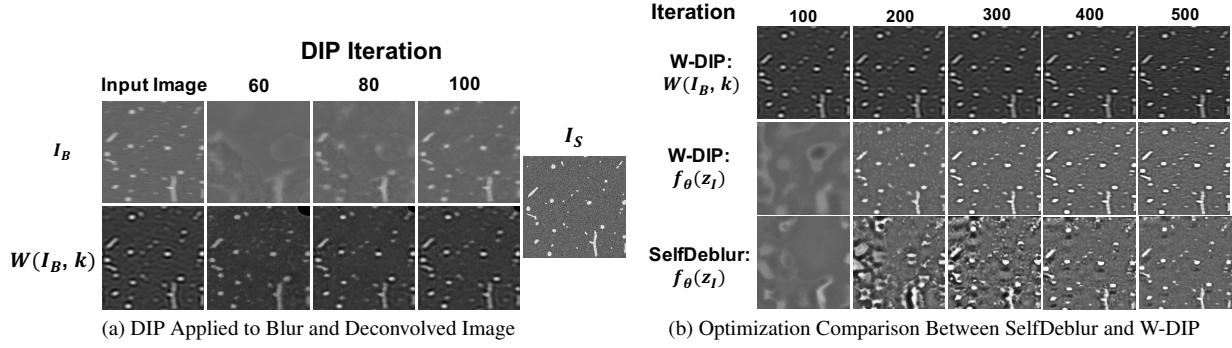 DIP Iteration
Input Image 60 80 100
I_B
W(I_B, k)
I_S
(a) DIP Applied to Blur and Deconvolved Image
Iteration 100 200 300 400 500
W-DIP:
W(I_B, k)
W-DIP:
f_θ(z_I)
SelfDeblur:
f_θ(z_I)
(b) Optimization Comparison Between SelfDeblur and W-DIP